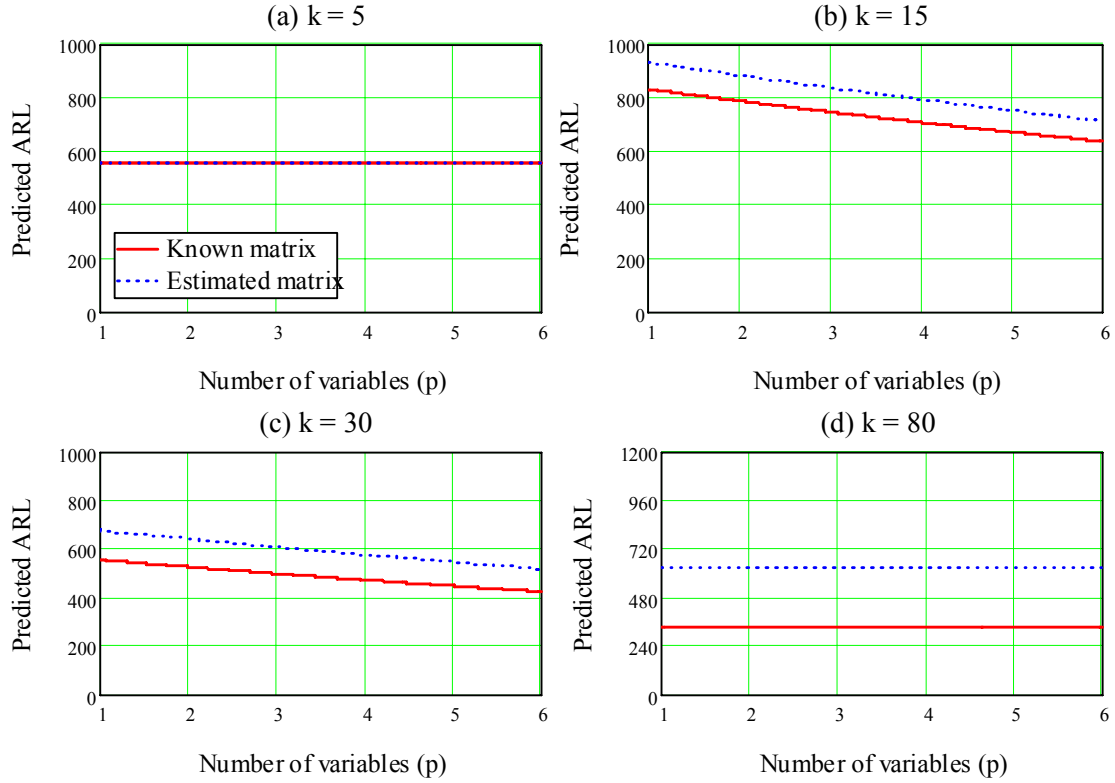 (a) k = 5
1000
800
600
400
200
0
Predicted ARL
Known matrix
Estimated matrix
1 2 3 4 5 6
Number of variables (p)
(b) k = 15
1000
800
600
400
200
0
Predicted ARL
1 2 3 4 5 6
Number of variables (p)
(c) k = 30
1000
800
600
400
200
0
Predicted ARL
1 2 3 4 5 6
Number of variables (p)
(d) k = 80
1200
960
720
480
240
0
Predicted ARL
1 2 3 4 5 6
Number of variables (p)